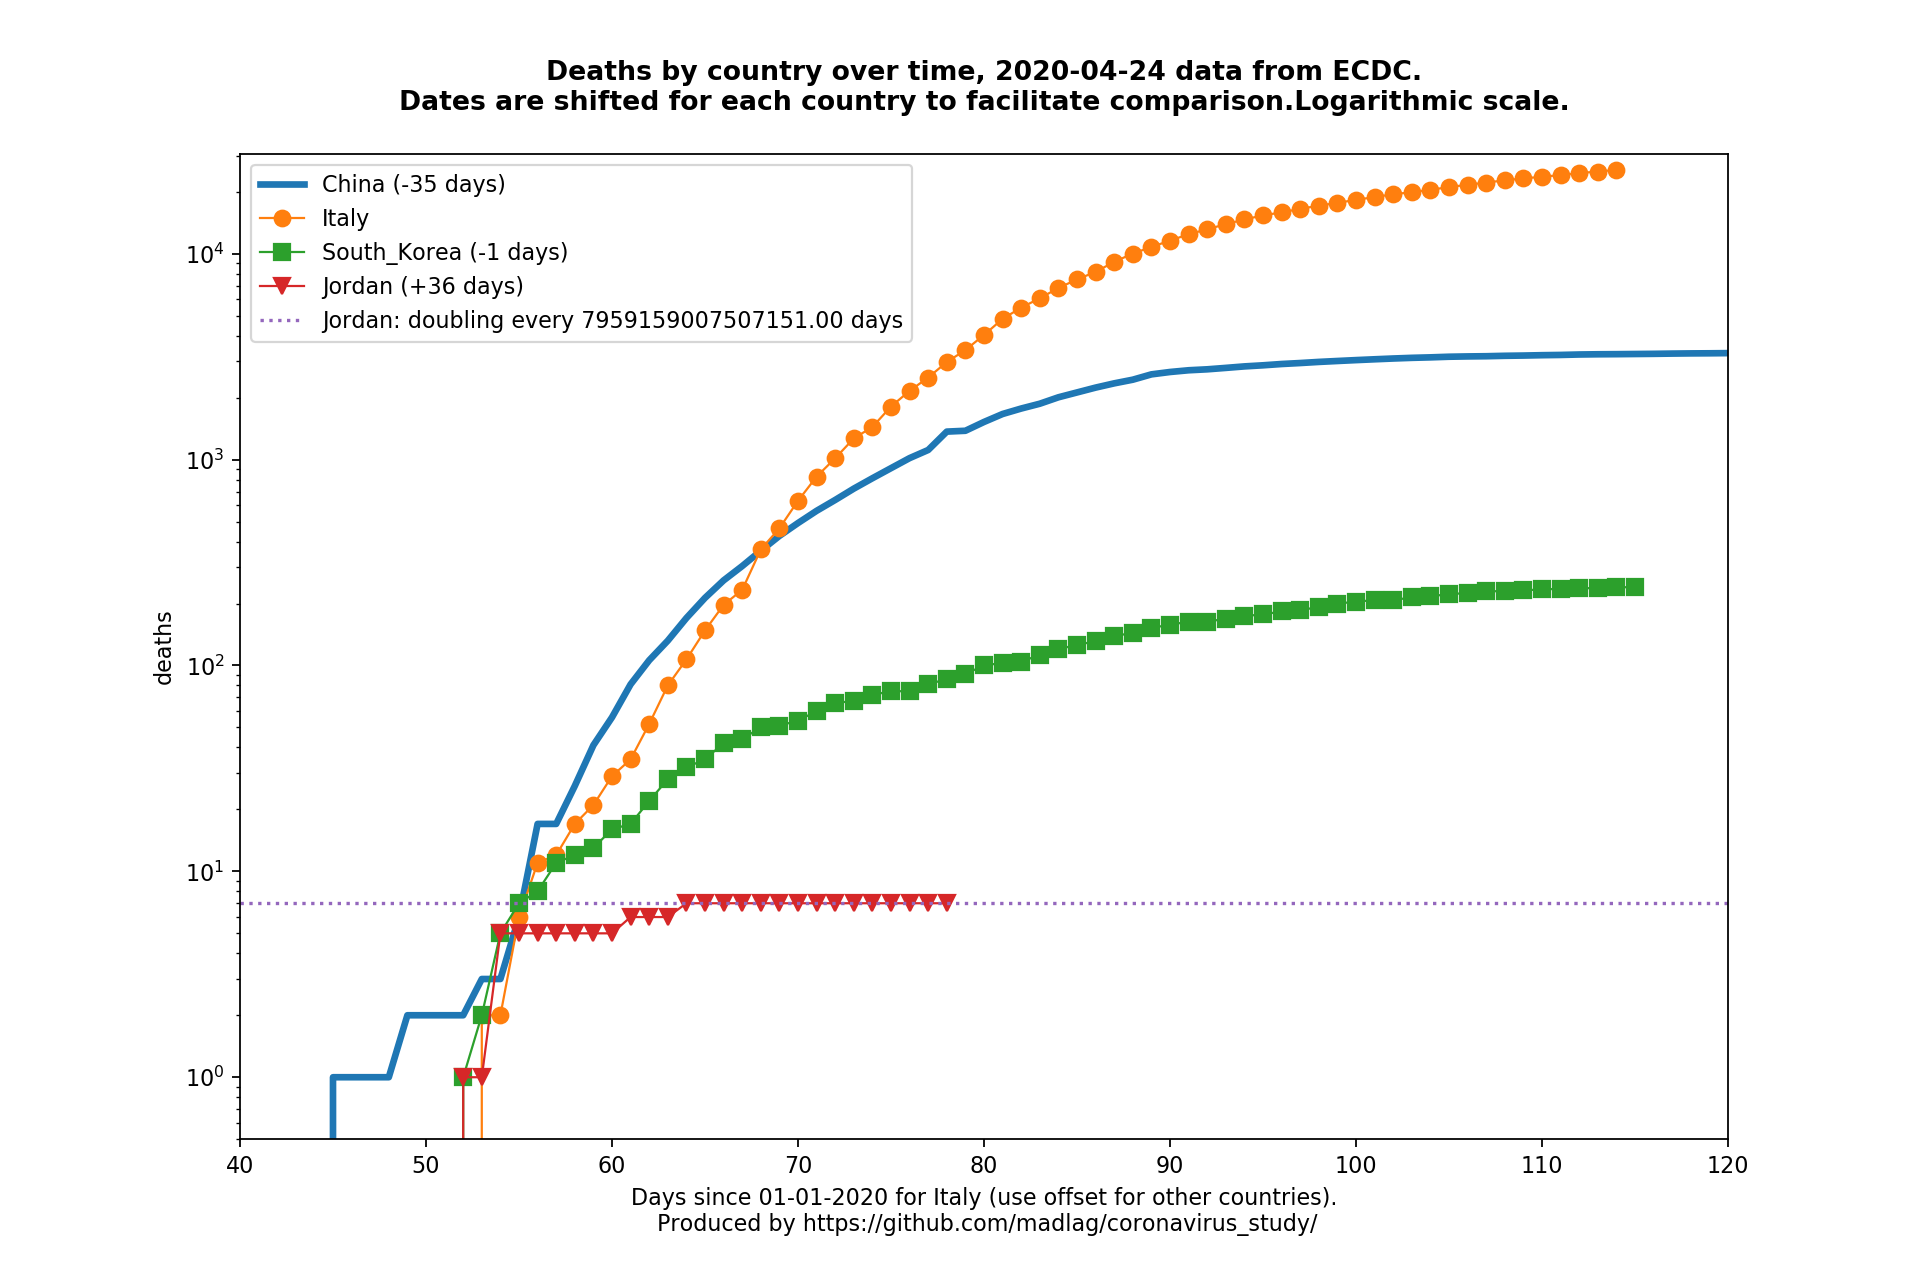 Deaths by country over time, 2020-04-24 data from ECDC.
Dates are shifted for each country to facilitate comparison.Logarithmic scale.
China (-35 days)
Italy
South_Korea (-1 days)
Jordan (+36 days)
Jordan: doubling every 7959159007507151.00 days
deaths
10⁴
10³
10²
10¹
10⁰
40 50 60 70 80 90 100 110 120
Days since 01-01-2020 for Italy (use offset for other countries).
Produced by https://github.com/madlag/coronavirus_study/